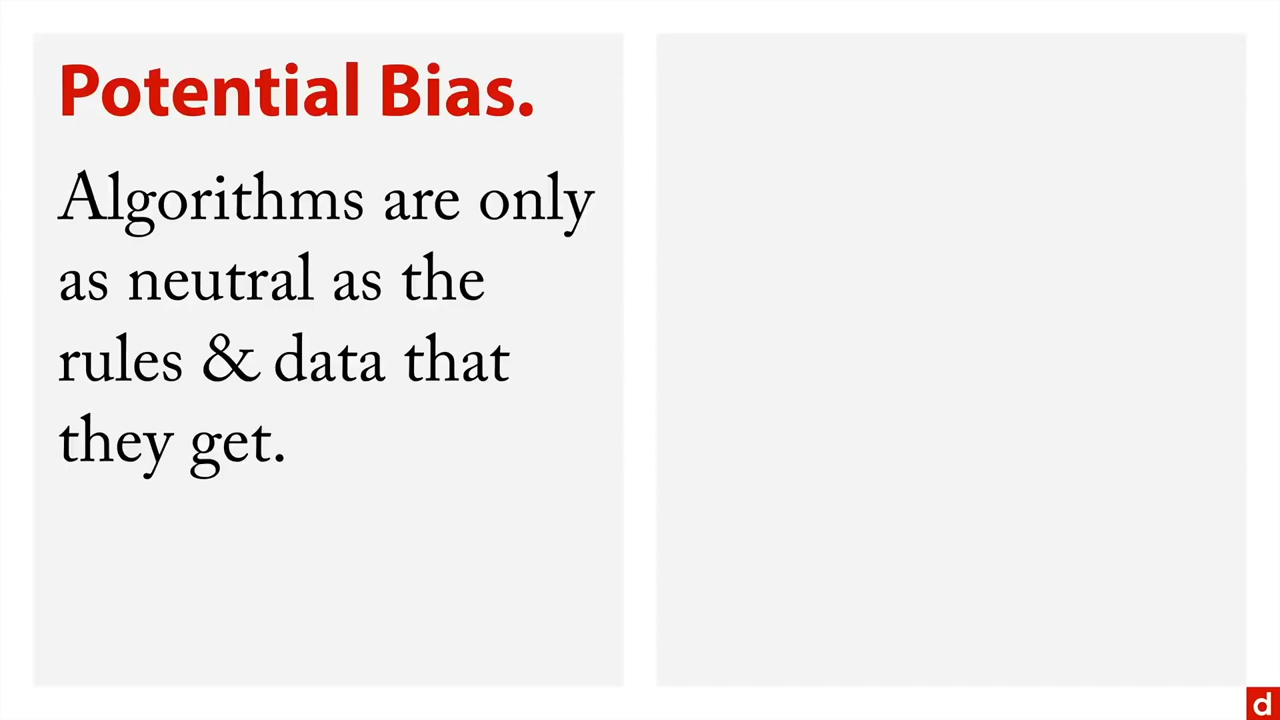 Potential Bias.
Algorithms are only
as neutral as the
rules & data that
they get.
d